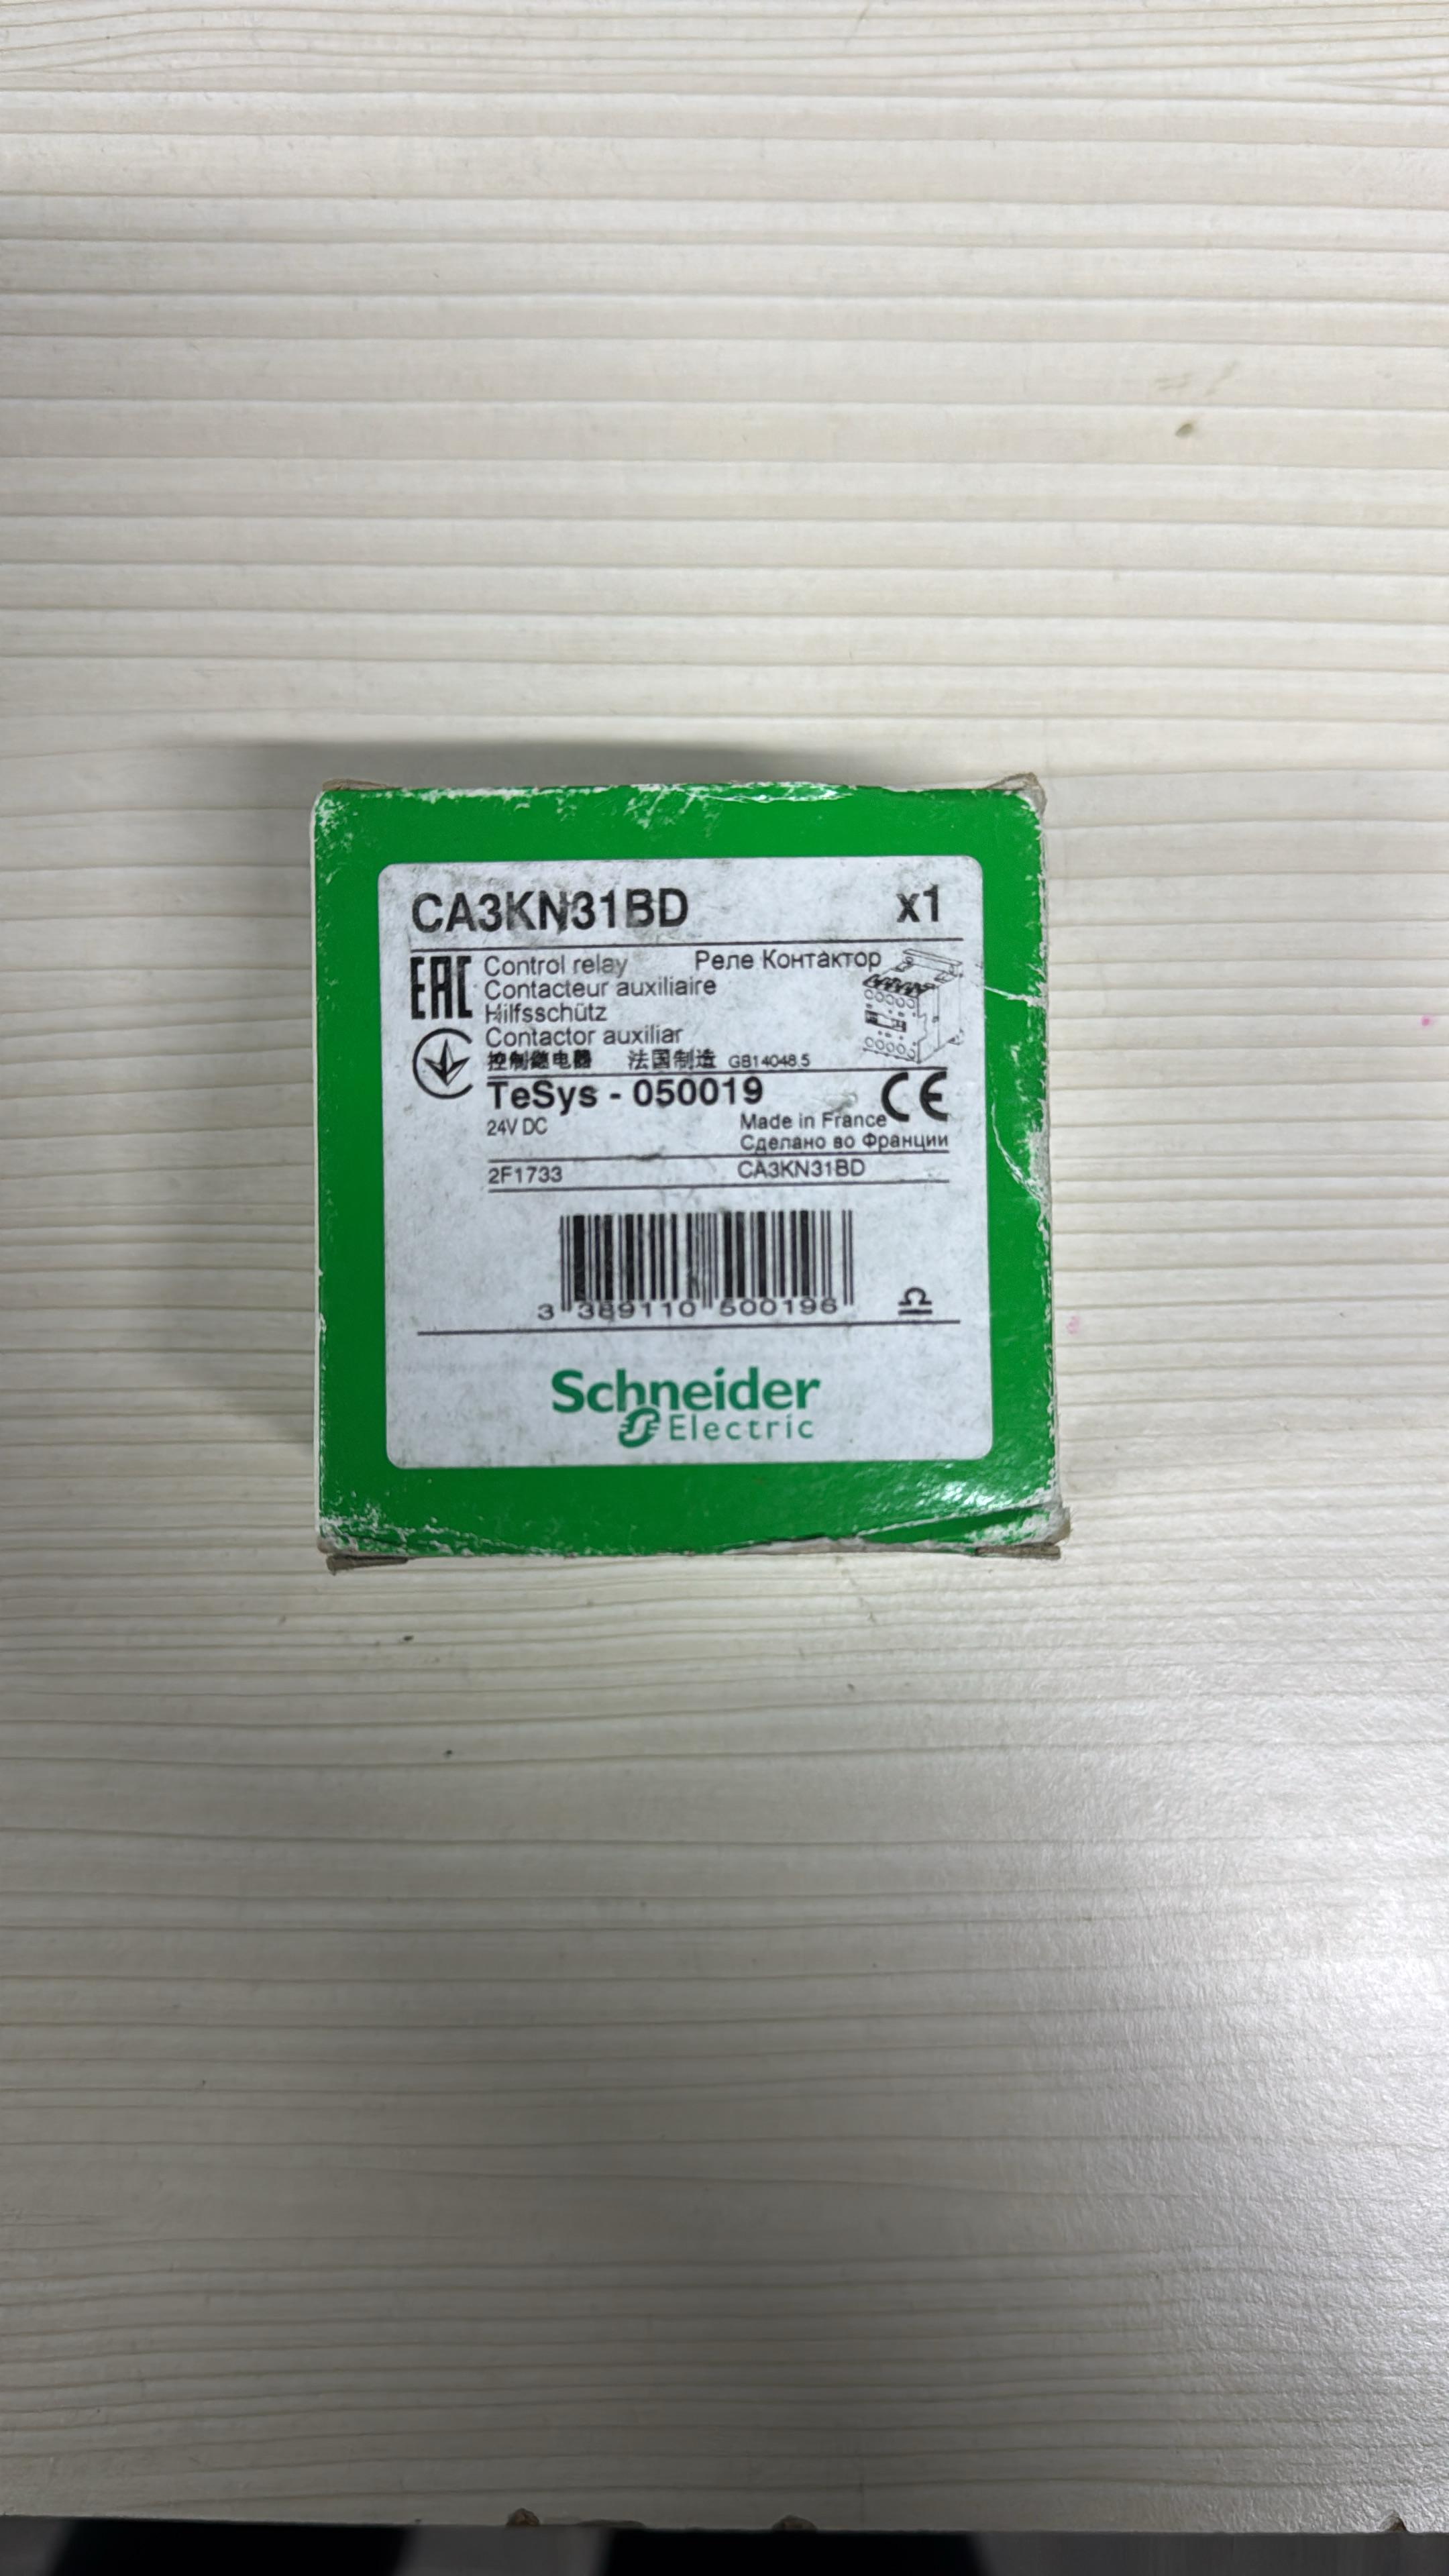 CA3KN31BD x1
EAC Control relay Реле Контактор
Contacteur auxiliaire
Hilfsschütz
Contactor auxiliar
控制继电器 法国制造 GB14048.5
TeSys - 050019 CE
24V DC Made in France
Сделано во Франции
2F1733 CA3KN31BD
3 389110 500196
Schneider
Electric